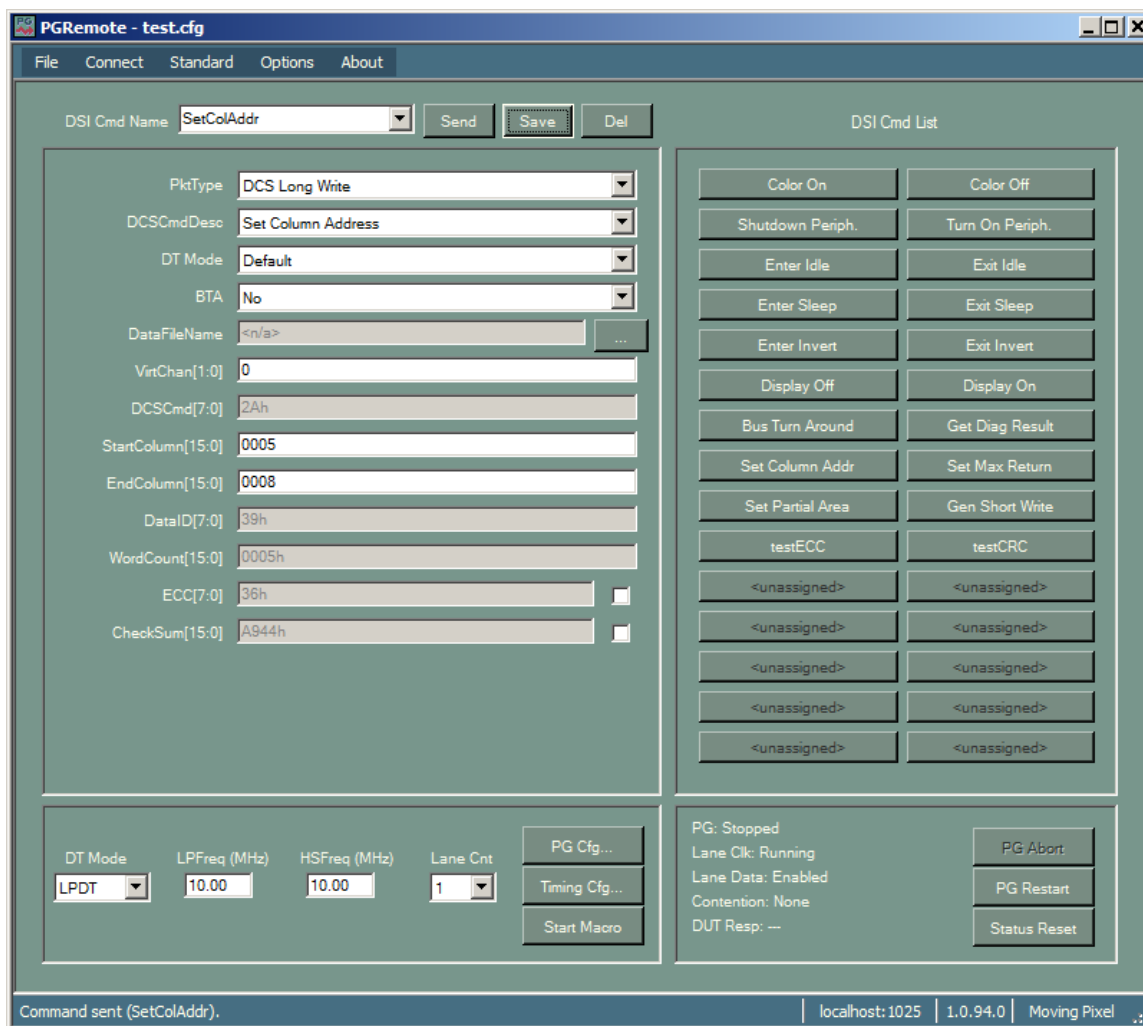 PGRemote - test.cfg
File Connect Standard Options About
DSI Cmd Name SetColAddr Send Save Del
PktType DCS Long Write
DCSCmdDesc Set Column Address
DT Mode Default
BTA No
DataFileName <n/a> ...
VirtChan[1:0] 0
DCSCmd[7:0] 2Ah
StartColumn[15:0] 0005
EndColumn[15:0] 0008
DataID[7:0] 39h
WordCount[15:0] 0005h
ECC[7:0] 36h
CheckSum[15:0] A944h
DSI Cmd List
Color On Color Off
Shutdown Periph. Turn On Periph.
Enter Idle Exit Idle
Enter Sleep Exit Sleep
Enter Invert Exit Invert
Display Off Display On
Bus Turn Around Get Diag Result
Set Column Addr Set Max Return
Set Partial Area Gen Short Write
testECC testCRC
<unassigned> <unassigned>
<unassigned> <unassigned>
<unassigned> <unassigned>
<unassigned> <unassigned>
<unassigned> <unassigned>
DT Mode LPFreq (MHz) HSFreq (MHz) Lane Cnt
LPDT 10.00 10.00 1
PG Cfg...
Timing Cfg...
Start Macro
PG: Stopped
Lane Clk: Running
Lane Data: Enabled
Contention: None
DUT Resp: ---
PG Abort
PG Restart
Status Reset
Command sent (SetColAddr). localhost:1025 1.0.94.0 Moving Pixel